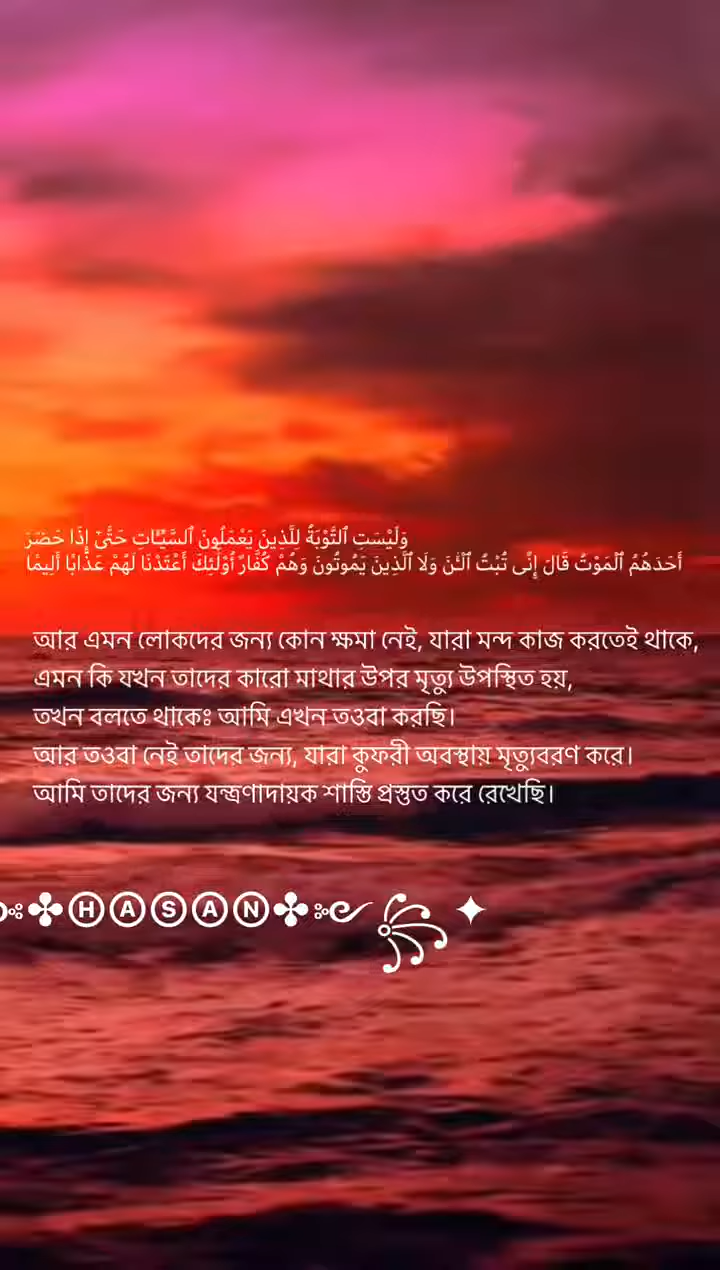 وَلَيْسَتِ ٱلتَّوْبَةُ لِلَّذِينَ يَعْمَلُونَ ٱلسَّيِّـَٔاتِ حَتَّىٰٓ إِذَا حَضَرَ
أَحَدَهُمُ ٱلْمَوْتُ قَالَ إِنِّى تُبْتُ ٱلْـَٰٔنَ وَلَا ٱلَّذِينَ يَمُوتُونَ وَهُمْ كُفَّارٌ أُو۟لَٰٓئِكَ أَعْتَدْنَا لَهُمْ عَذَابًا أَلِيمًا
আর এমন লোকদের জন্য কোন ক্ষমা নেই, যারা মন্দ কাজ করতেই থাকে,
এমন কি যখন তাদের কারো মাথার উপর মৃত্যু উপস্থিত হয়,
তখন বলতে থাকেঃ আমি এখন তওবা করছি।
আর তওবা নেই তাদের জন্য, যারা কুফরী অবস্থায় মৃত্যুবরণ করে।
আমি তাদের জন্য যন্ত্রণাদায়ক শাস্তি প্রস্তুত করে রেখেছি।
✤ⒽⒶⓈⒶⓃ✤ ꧂ ✦